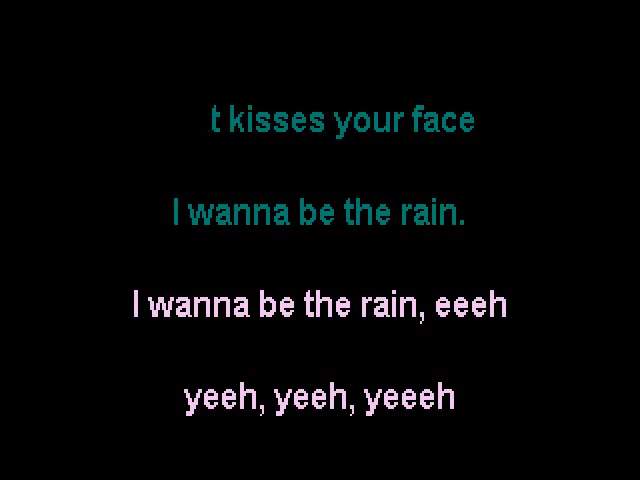 t kisses your face
I wanna be the rain.
I wanna be the rain, eeeh
yeeh, yeeh, yeeeh